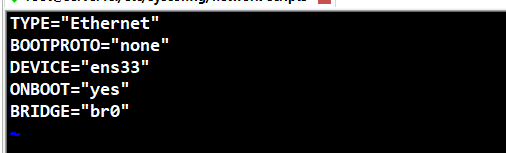 TYPE="Ethernet"
BOOTPROTO="none"
DEVICE="ens33"
ONBOOT="yes"
BRIDGE="br0"
~